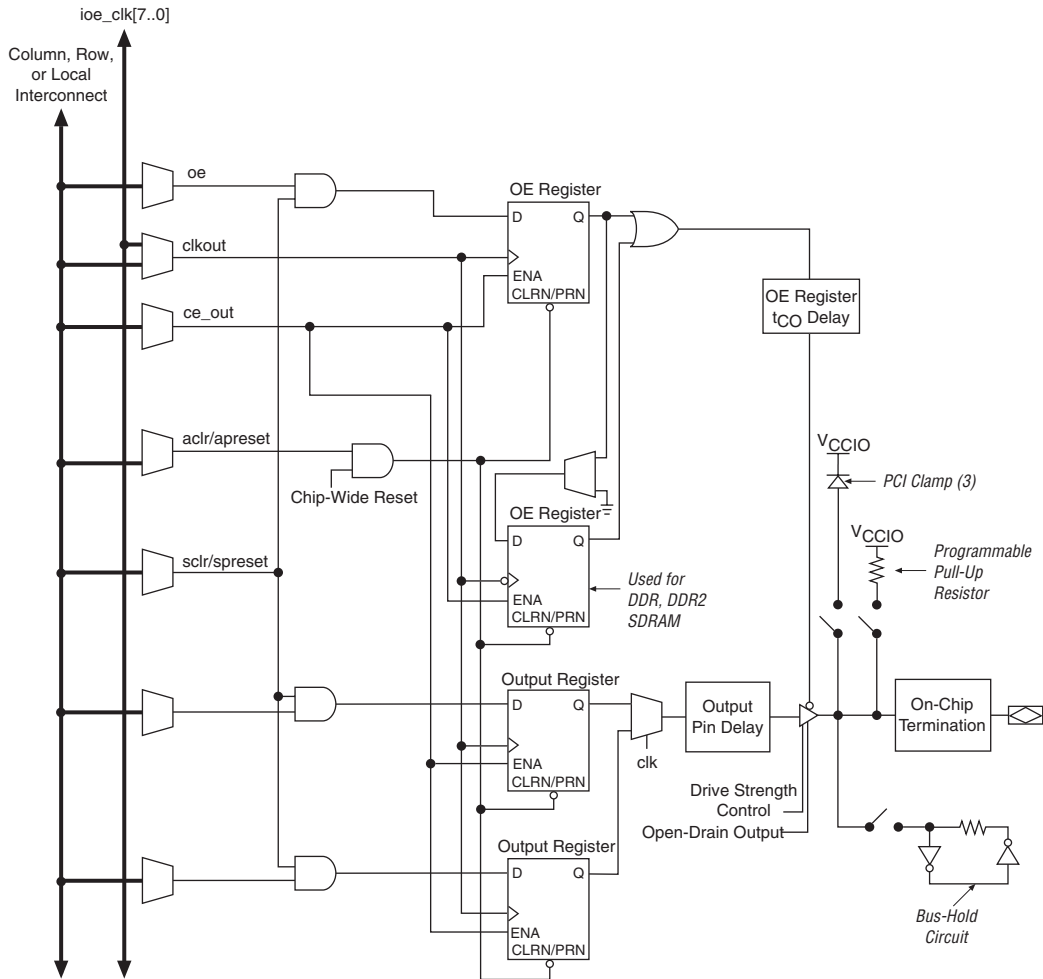 ioe_clk[7..0]
Column, Row,
or Local
Interconnect
oe
OE Register
D
Q
clkout
ENA
CLRN/PRN
ce_out
OE Register
tCO Delay
aclr/apreset
Chip-Wide Reset
VCCIO
PCI Clamp (3)
OE Register
D
Q
ENA
CLRN/PRN
Used for
DDR, DDR2
SDRAM
VCCIO
Programmable
Pull-Up
Resistor
sclr/spreset
Output Register
D
Q
ENA
CLRN/PRN
clk
Output
Pin Delay
On-Chip
Termination
Drive Strength
Control
Open-Drain Output
Output Register
D
Q
ENA
CLRN/PRN
Bus-Hold
Circuit